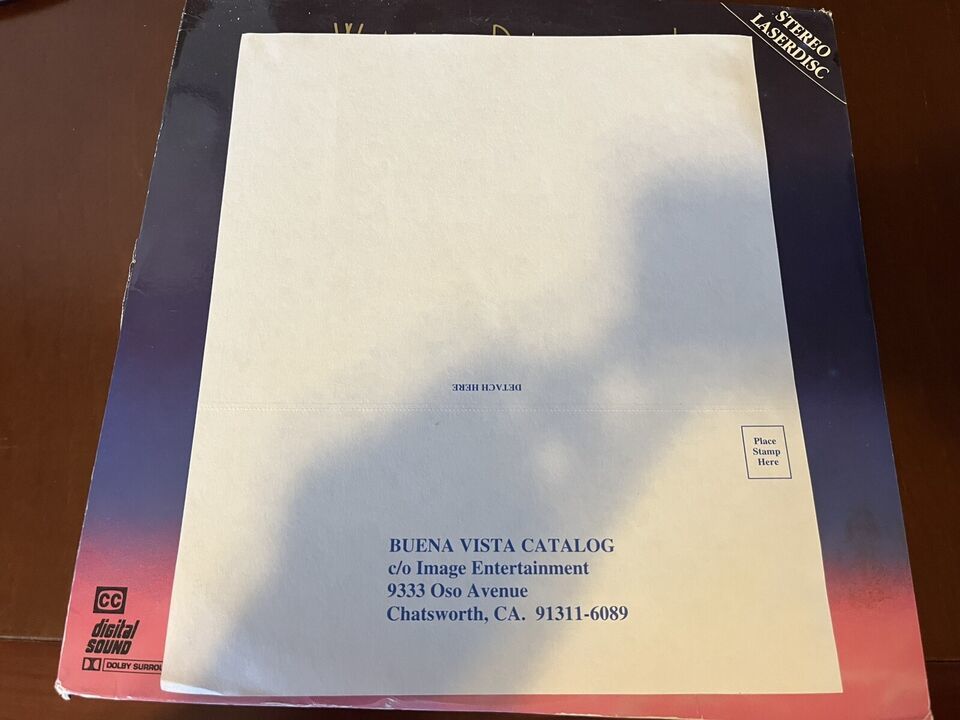 STEREO
LASERDISC
DETACH HERE
Place
Stamp
Here
BUENA VISTA CATALOG
c/o Image Entertainment
9333 Oso Avenue
Chatsworth, CA. 91311-6089
CC
digital
SOUND
DOLBY